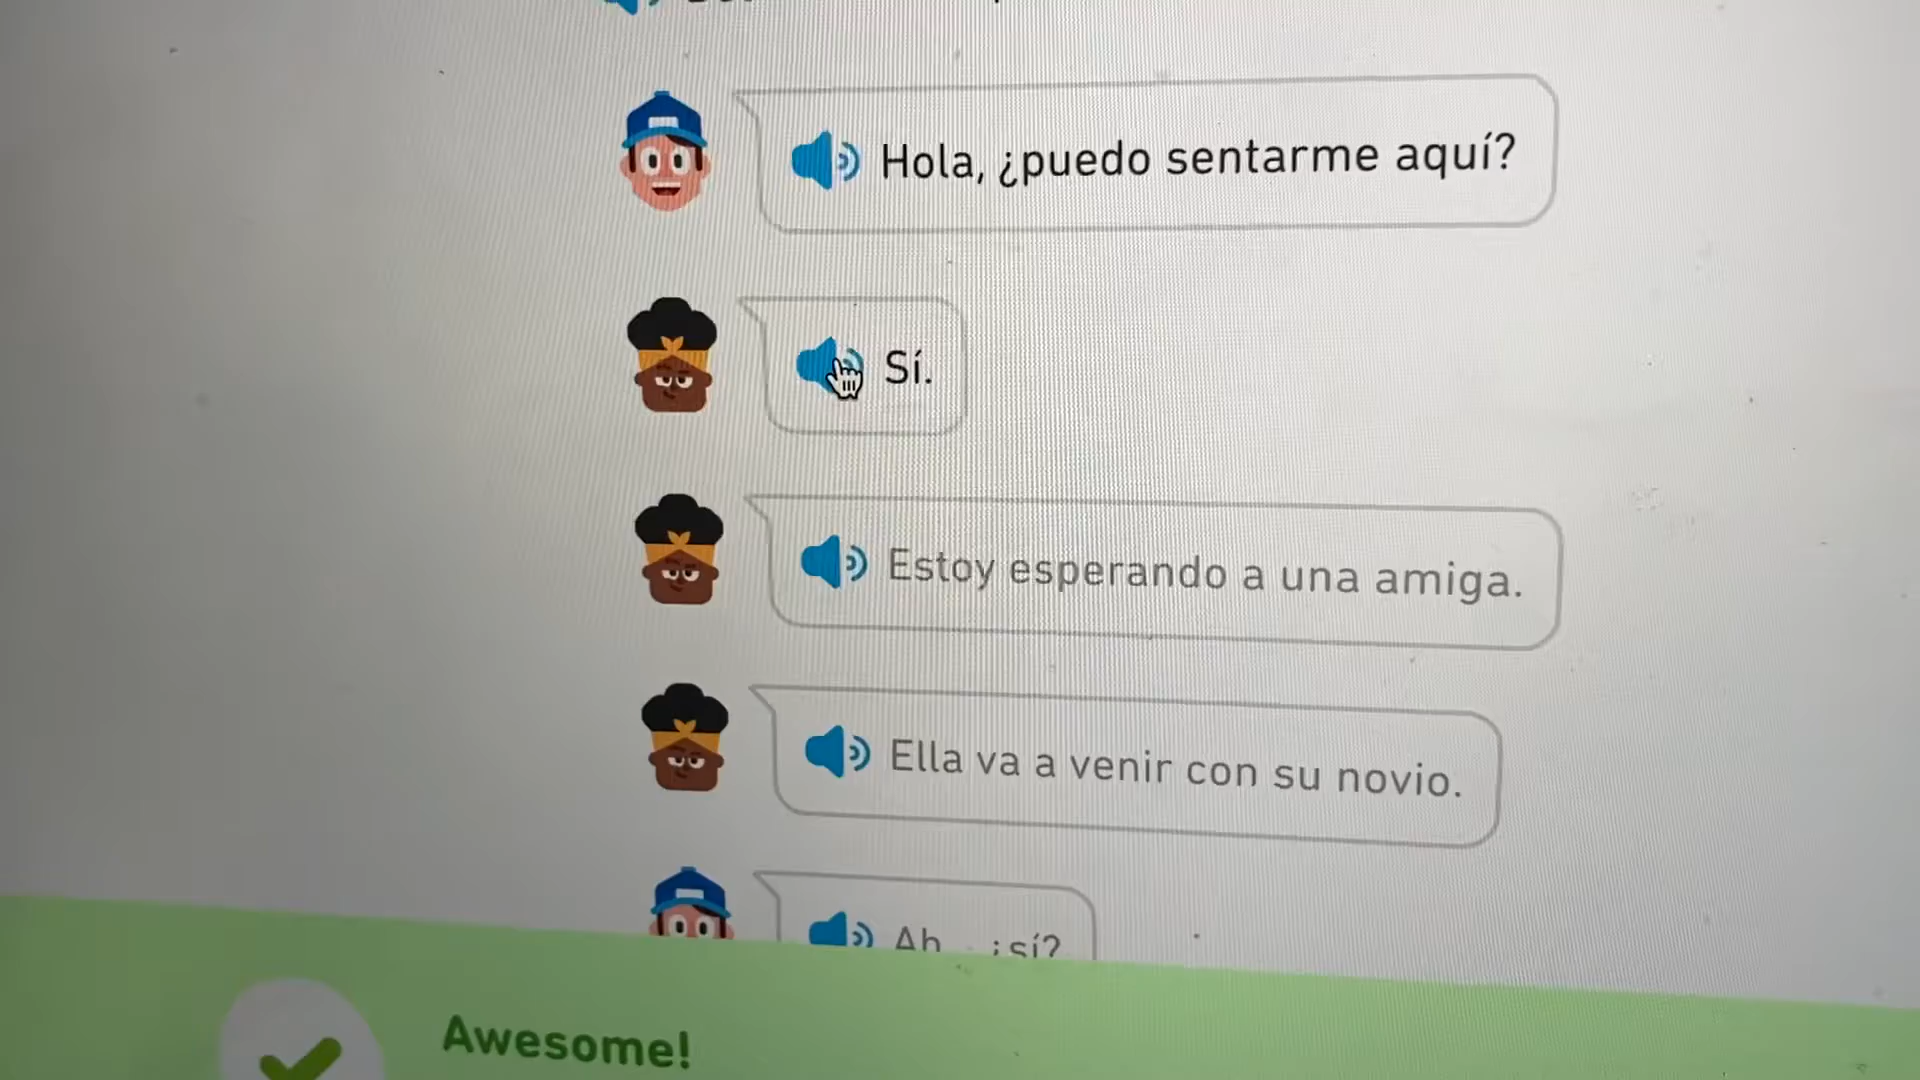 Hola, ¿puedo sentarme aquí?
Sí.
Estoy esperando a una amiga.
Ella va a venir con su novio.
Ah... ¿sí?
Awesome!